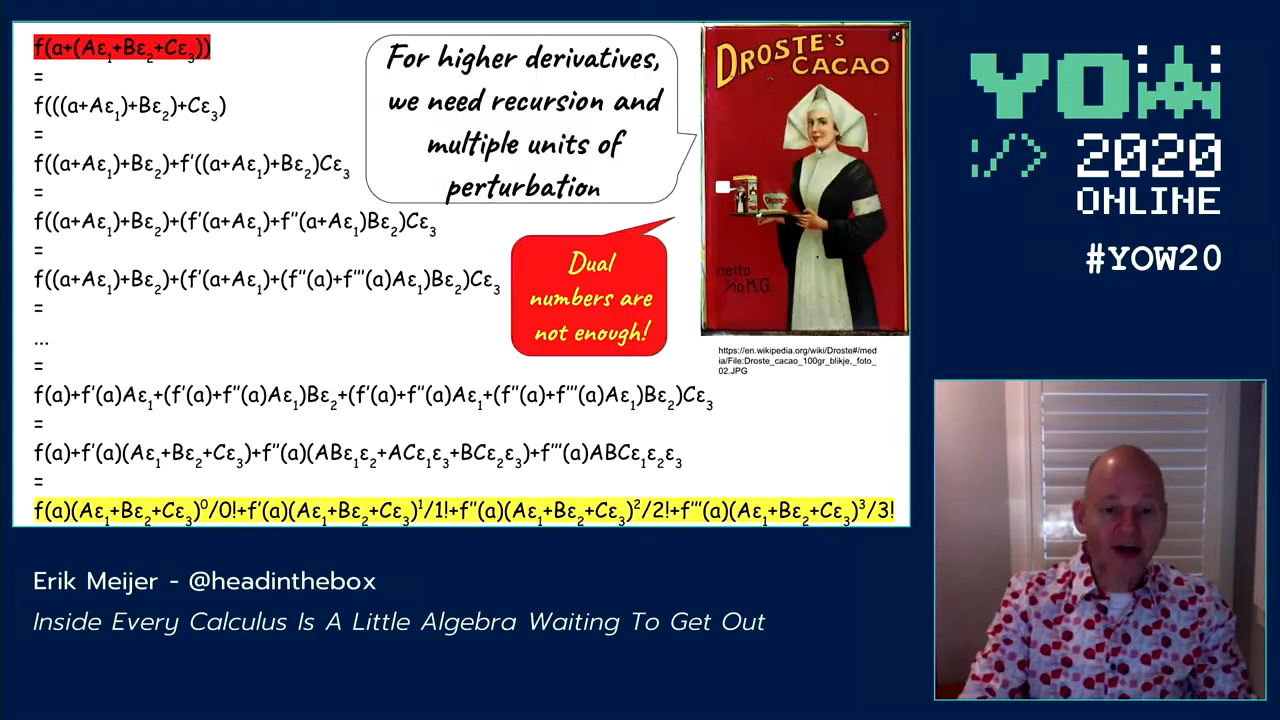 f(a+(Aε₁+Bε₂+Cε₃))
=
f(((a+Aε₁)+Bε₂)+Cε₃)
=
f((a+Aε₁)+Bε₂)+f'((a+Aε₁)+Bε₂)Cε₃
=
f((a+Aε₁)+Bε₂)+(f'(a+Aε₁)+f''(a+Aε₁)Bε₂)Cε₃
=
f((a+Aε₁)+Bε₂)+(f'(a+Aε₁)+(f''(a)+f'''(a)Aε₁)Bε₂)Cε₃
=
...
=
f(a)+f'(a)Aε₁+(f'(a)+f''(a)Aε₁)Bε₂+(f'(a)+f''(a)Aε₁+(f''(a)+f'''(a)Aε₁)Bε₂)Cε₃
=
f(a)+f'(a)(Aε₁+Bε₂+Cε₃)+f''(a)(ABε₁ε₂+ACε₁ε₃+BCε₂ε₃)+f'''(a)ABCε₁ε₂ε₃
=
f(a)(Aε₁+Bε₂+Cε₃)⁰/0!+f'(a)(Aε₁+Bε₂+Cε₃)¹/1!+f''(a)(Aε₁+Bε₂+Cε₃)²/2!+f'''(a)(Aε₁+Bε₂+Cε₃)³/3!
For higher derivatives,
we need recursion and
multiple units of
perturbation
Dual
numbers are
not enough!
DROSTE'S
CACAO
netto
1/10 K.G.
https://en.wikipedia.org/wiki/Droste#/med
ia/File:Droste_cacao_100gr_blikje,_foto_
02.JPG
YOW
:/> 2020
ONLINE
#YOW20
Erik Meijer - @headinthebox
Inside Every Calculus Is A Little Algebra Waiting To Get Out